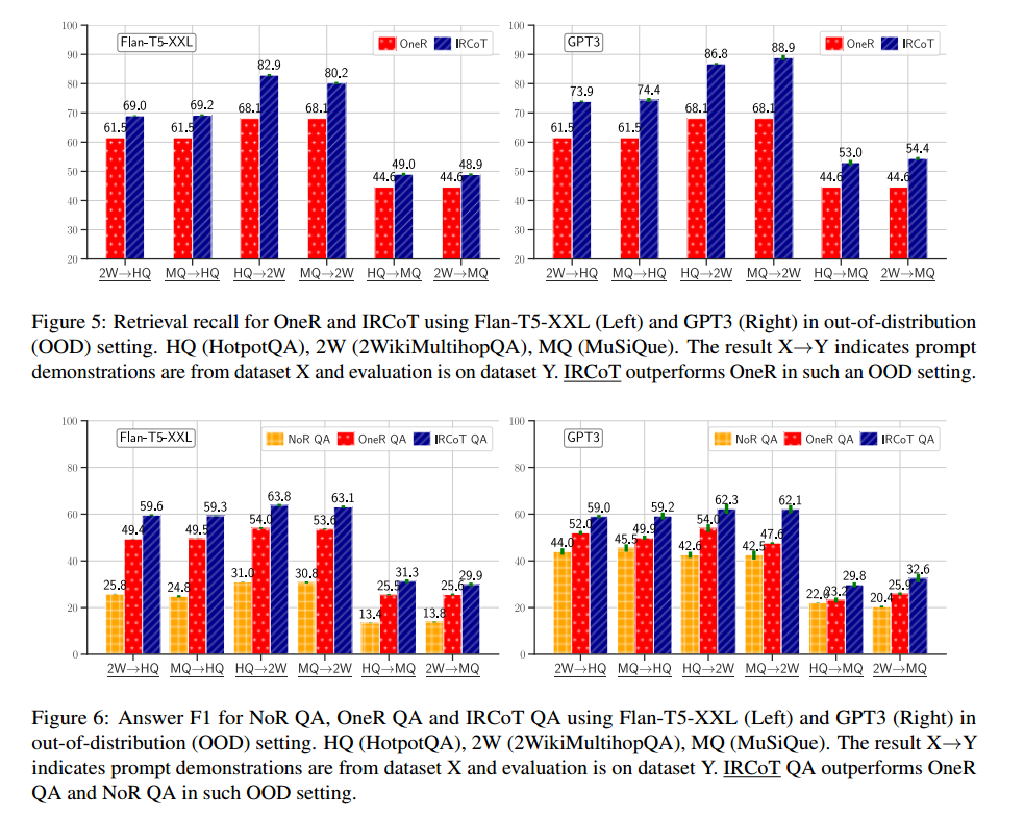 100
90
80
70
60
50
40
30
20
Flan-T5-XXL
OneR IRCoT
61.5 69.0 61.5 69.2 68.1 82.9 68.1 80.2 44.6 49.0 44.6 48.9
2W→HQ MQ→HQ HQ→2W MQ→2W HQ→MQ 2W→MQ
100
90
80
70
60
50
40
30
20
GPT3
OneR IRCoT
61.5 73.9 61.5 74.4 68.1 86.8 68.1 88.9 44.6 53.0 44.6 54.4
2W→HQ MQ→HQ HQ→2W MQ→2W HQ→MQ 2W→MQ
Figure 5: Retrieval recall for OneR and IRCoT using Flan-T5-XXL (Left) and GPT3 (Right) in out-of-distribution
(OOD) setting. HQ (HotpotQA), 2W (2WikiMultihopQA), MQ (MuSiQue). The result X→Y indicates prompt
demonstrations are from dataset X and evaluation is on dataset Y. IRCoT outperforms OneR in such an OOD setting.
100
80
60
40
20
0
Flan-T5-XXL
NoR QA OneR QA IRCoT QA
25.8 49.4 59.6 24.8 49.5 59.3 31.0 54.0 63.8 30.8 53.6 63.1 13.4 25.5 31.3 13.8 25.6 29.9
2W→HQ MQ→HQ HQ→2W MQ→2W HQ→MQ 2W→MQ
100
80
60
40
20
0
GPT3
NoR QA OneR QA IRCoT QA
44.0 52.0 59.0 45.5 49.9 59.2 42.6 54.0 62.3 42.5 47.6 62.1 23.2 29.8 20.4 25.9 32.6
2W→HQ MQ→HQ HQ→2W MQ→2W HQ→MQ 2W→MQ
Figure 6: Answer F1 for NoR QA, OneR QA and IRCoT QA using Flan-T5-XXL (Left) and GPT3 (Right) in
out-of-distribution (OOD) setting. HQ (HotpotQA), 2W (2WikiMultihopQA), MQ (MuSiQue). The result X→Y
indicates prompt demonstrations are from dataset X and evaluation is on dataset Y. IRCoT QA outperforms OneR
QA and NoR QA in such OOD setting.